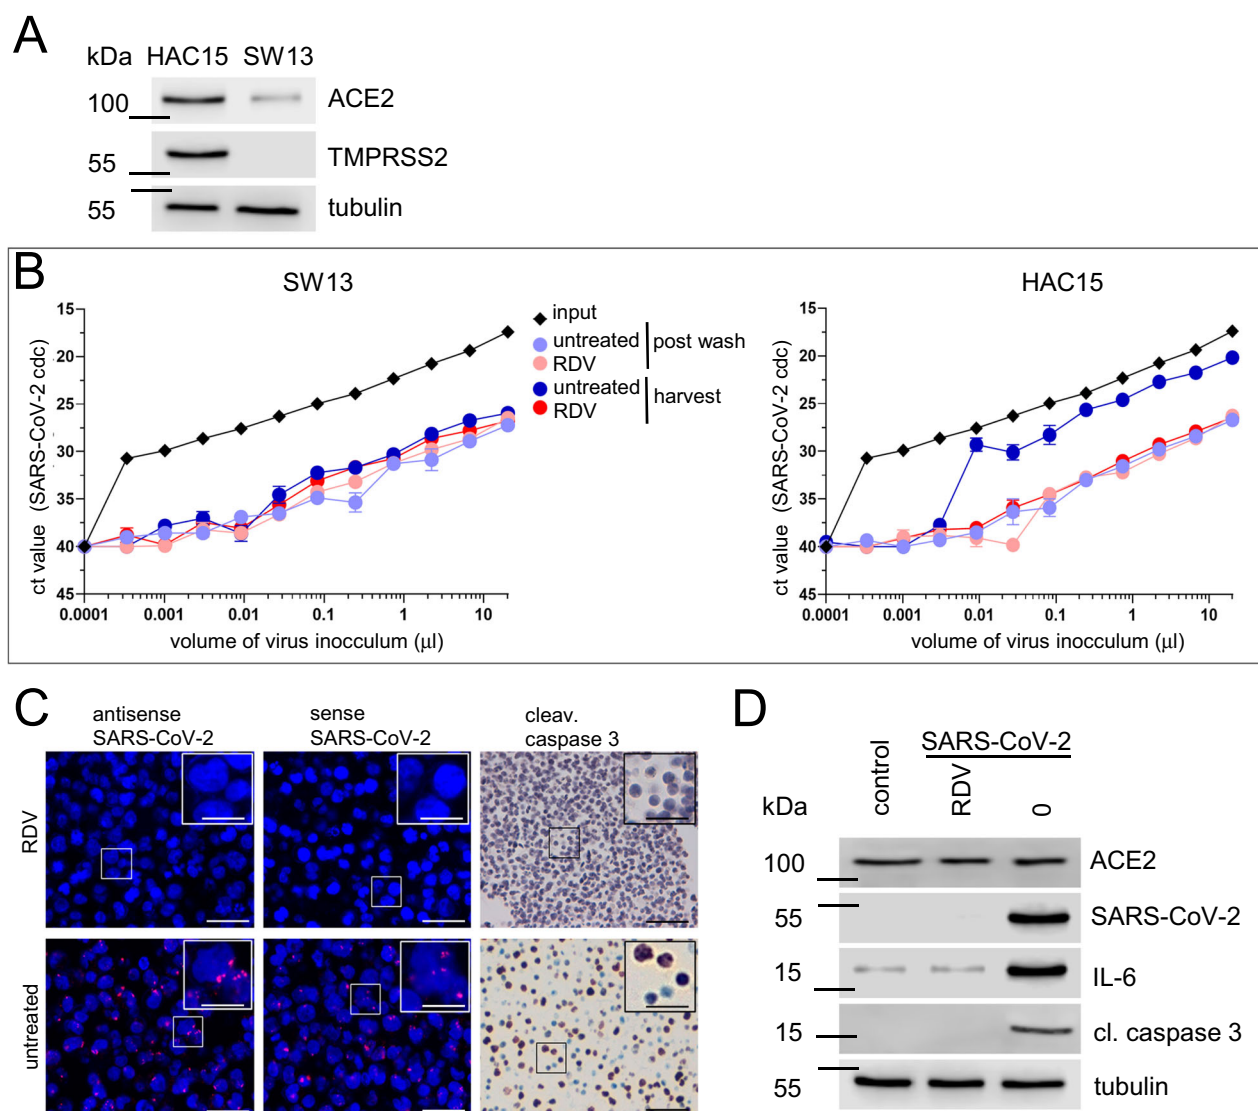 A
kDa HAC15 SW13
100 ACE2
55 TMPRSS2
55 tubulin
B
SW13
15
20
25
30
35
40
45
ct value (SARS-CoV-2 cdc)
0.0001 0.001 0.01 0.1 1 10
volume of virus inocculum (µl)
input
untreated post wash
RDV
untreated harvest
RDV
HAC15
15
20
25
30
35
40
45
ct value (SARS-CoV-2 cdc)
0.0001 0.001 0.01 0.1 1 10
volume of virus inocculum (µl)
C
antisense
SARS-CoV-2
sense
SARS-CoV-2
cleav.
caspase 3
RDV
untreated
D
SARS-CoV-2
kDa control RDV 0
100 ACE2
55 SARS-CoV-2
15 IL-6
15 cl. caspase 3
55 tubulin